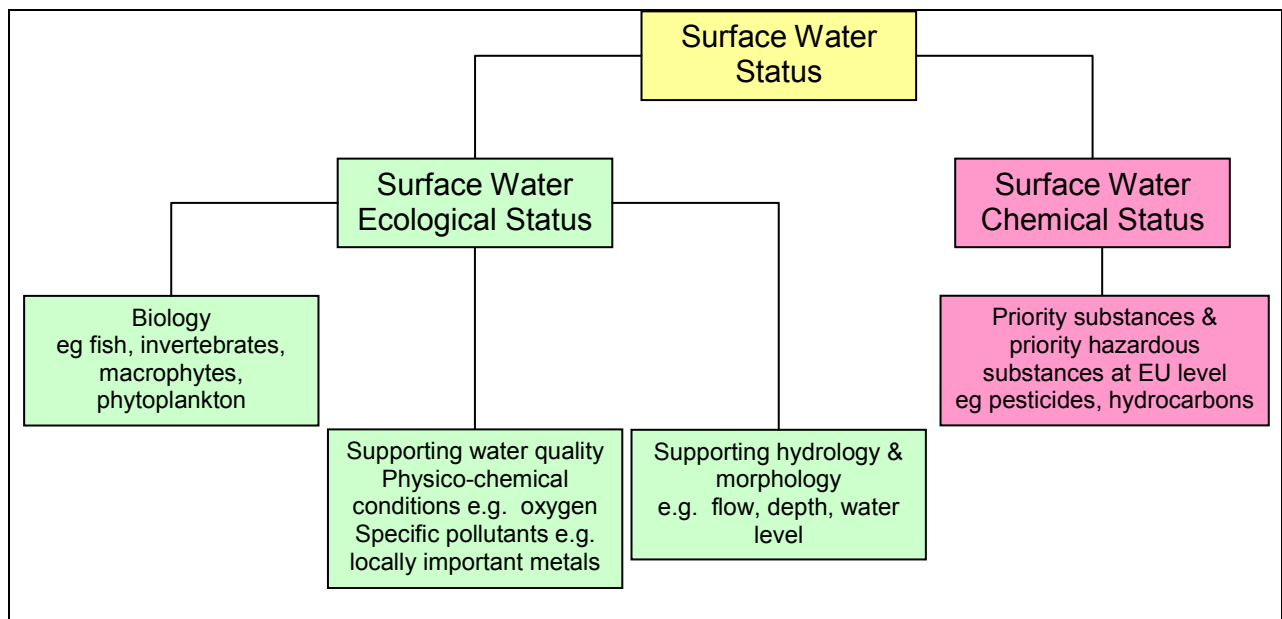 Surface Water
Status
Surface Water
Ecological Status
Surface Water
Chemical Status
Biology
eg fish, invertebrates,
macrophytes,
phytoplankton
Priority substances &
priority hazardous
substances at EU level
eg pesticides, hydrocarbons
Supporting water quality
Physico-chemical
conditions e.g. oxygen
Specific pollutants e.g.
locally important metals
Supporting hydrology &
morphology
e.g. flow, depth, water
level